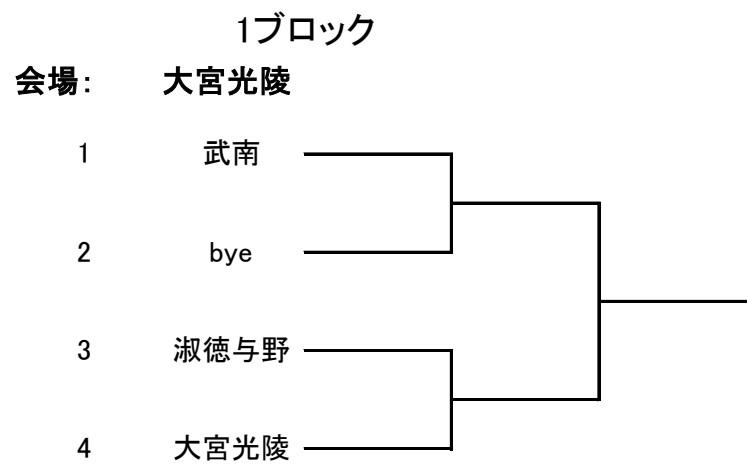 1ブロック
会場： 大宮光陵
1 武南
2 bye
3 淑徳与野
4 大宮光陵